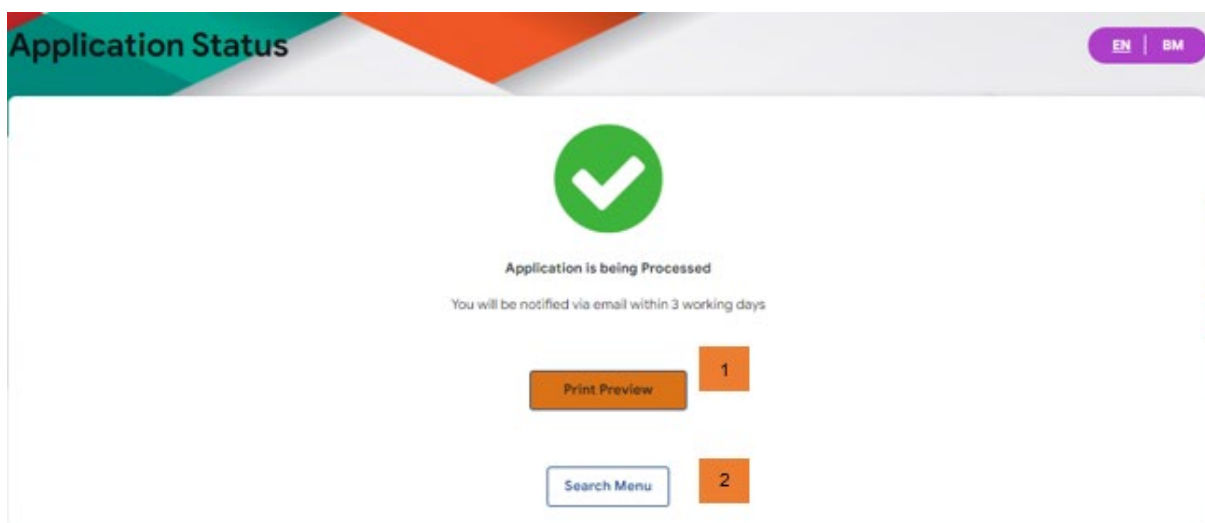 Application Status
EN | BM
Application is being Processed
You will be notified via email within 3 working days
1
Print Preview
Search Menu
2